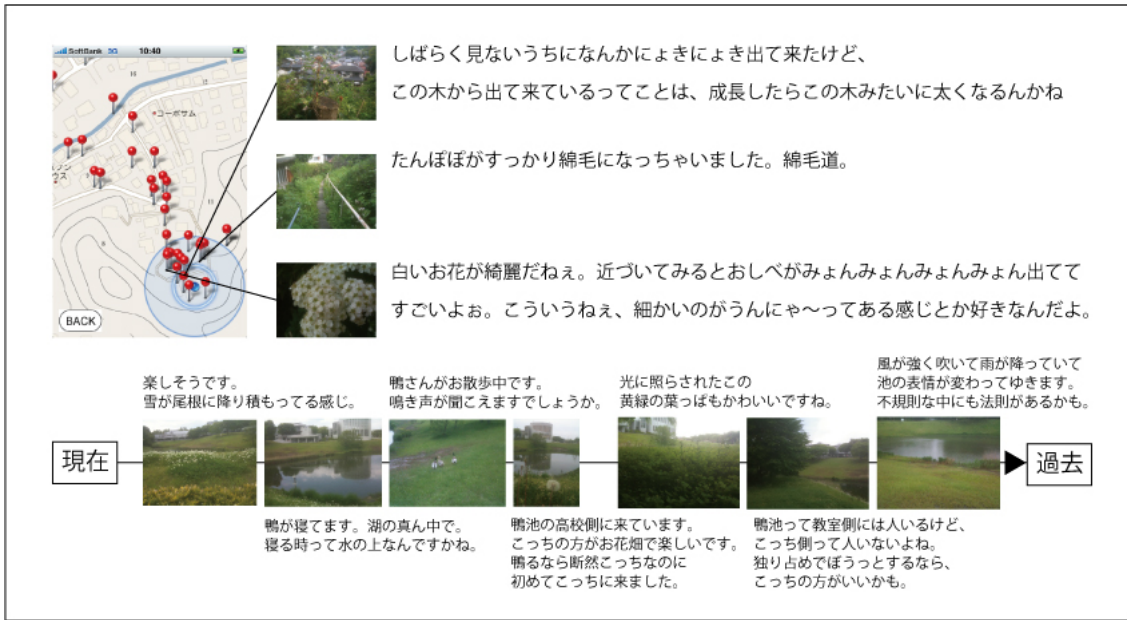 SoftBank 3G 10:40
コーポサム
BACK
しばらく見ないうちになんかにょきにょき出て来たけど、
この木から出て来ているってことは、成長したらこの木みたいに太くなるんかね
たんぽぽがすっかり綿毛になっちゃいました。綿毛道。
白いお花が綺麗だねぇ。近づいてみるとおしべがみょんみょんみょんみょん出てて
すごいよぉ。こういうねぇ、細かいのがうんにゃ～ってある感じとか好きなんだよ。
楽しそうです。
雪が尾根に降り積もってる感じ。
鴨さんがお散歩中です。
鳴き声が聞こえますでしょうか。
光に照らされたこの
黄緑の葉っぱもかわいいですね。
風が強く吹いて雨が降っていて
池の表情が変わってゆきます。
不規則な中にも法則があるかも。
現在
過去
鴨が寝てます。湖の真ん中で。
寝る時って水の上なんですかね。
鴨池の高校側に来ています。
こっちの方がお花畑で楽しいです。
鴨るなら断然こっちなのに
初めてこっちに来ました。
鴨池って教室側には人いるけど、
こっち側って人いないよね。
独り占めでぼうっとするなら、
こっちの方がいいかも。